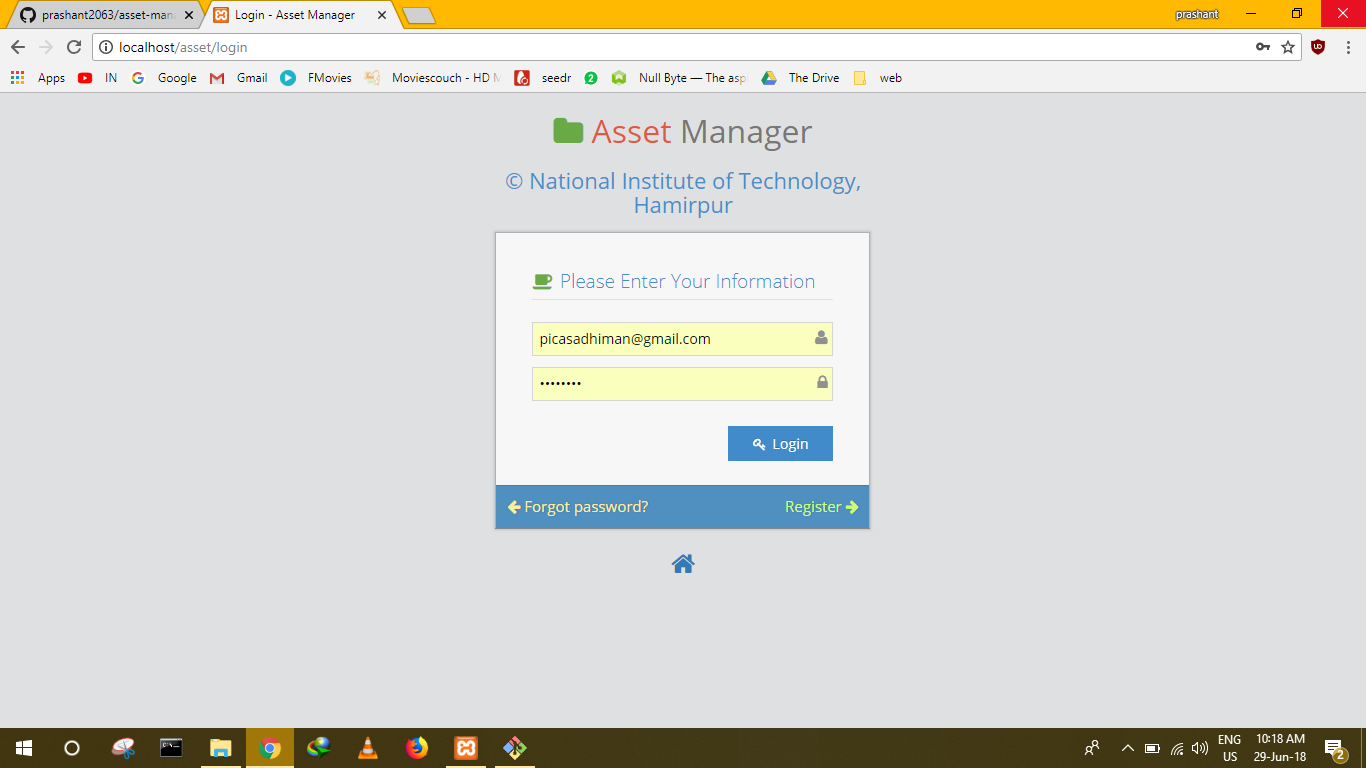 prashant2063/asset-man
Login - Asset Manager
prashant
localhost/asset/login
Apps
IN
Google
Gmail
FMovies
Moviescouch - HD M
seedr
2
Null Byte — The asp
The Drive
web
Asset Manager
© National Institute of Technology,
Hamirpur
Please Enter Your Information
picasadhiman@gmail.com
••••••••
Login
Forgot password?
Register
ENG
US
10:18 AM
29-Jun-18
2